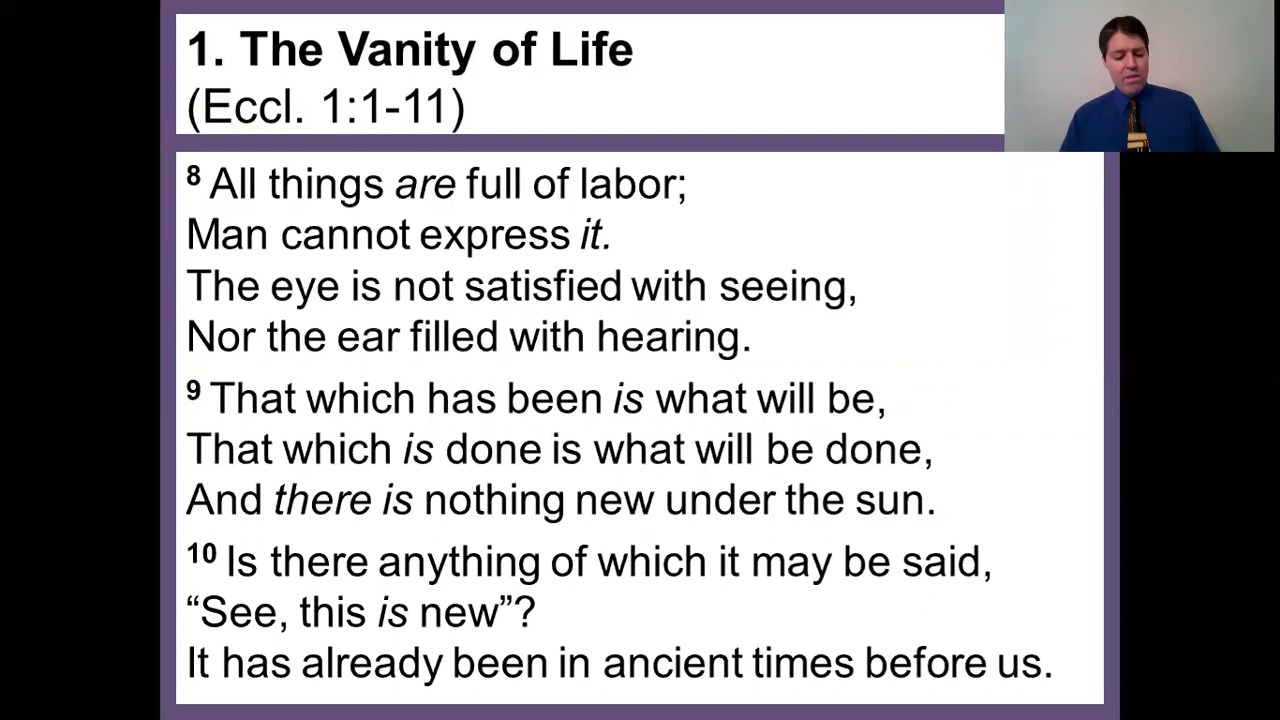 1. The Vanity of Life
(Eccl. 1:1-11)
8 All things are full of labor;
Man cannot express it.
The eye is not satisfied with seeing,
Nor the ear filled with hearing.
9 That which has been is what will be,
That which is done is what will be done,
And there is nothing new under the sun.
10 Is there anything of which it may be said,
“See, this is new”?
It has already been in ancient times before us.